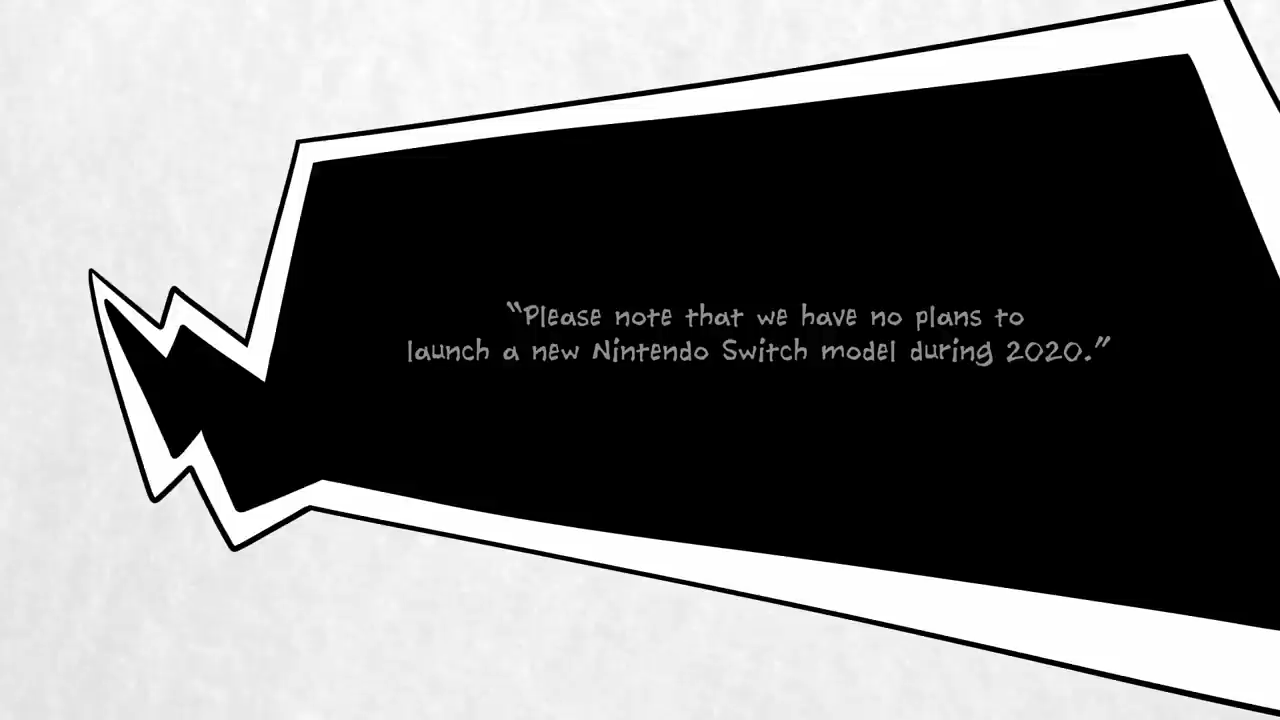 “Please note that we have no plans to
launch a new Nintendo Switch model during 2020.”